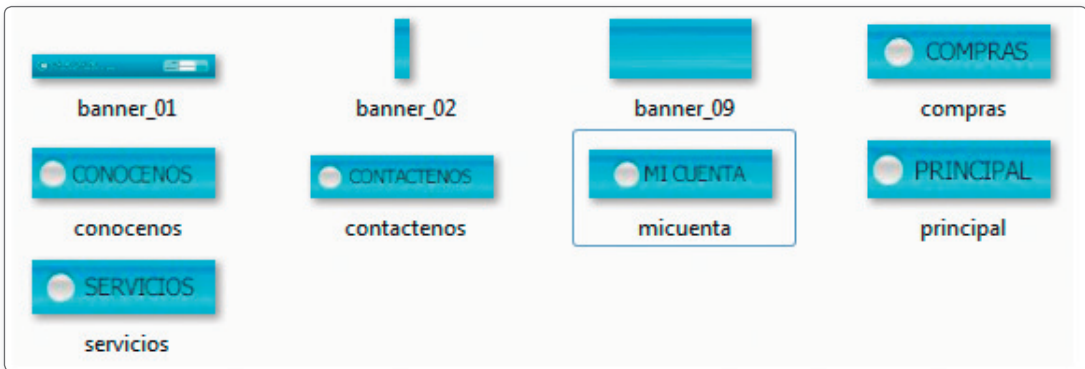 COMPRAS
banner_01
banner_02
banner_09
compras
CONOCENOS
CONTACTENOS
MI CUENTA
PRINCIPAL
conocenos
contactenos
micuenta
principal
SERVICIOS
servicios